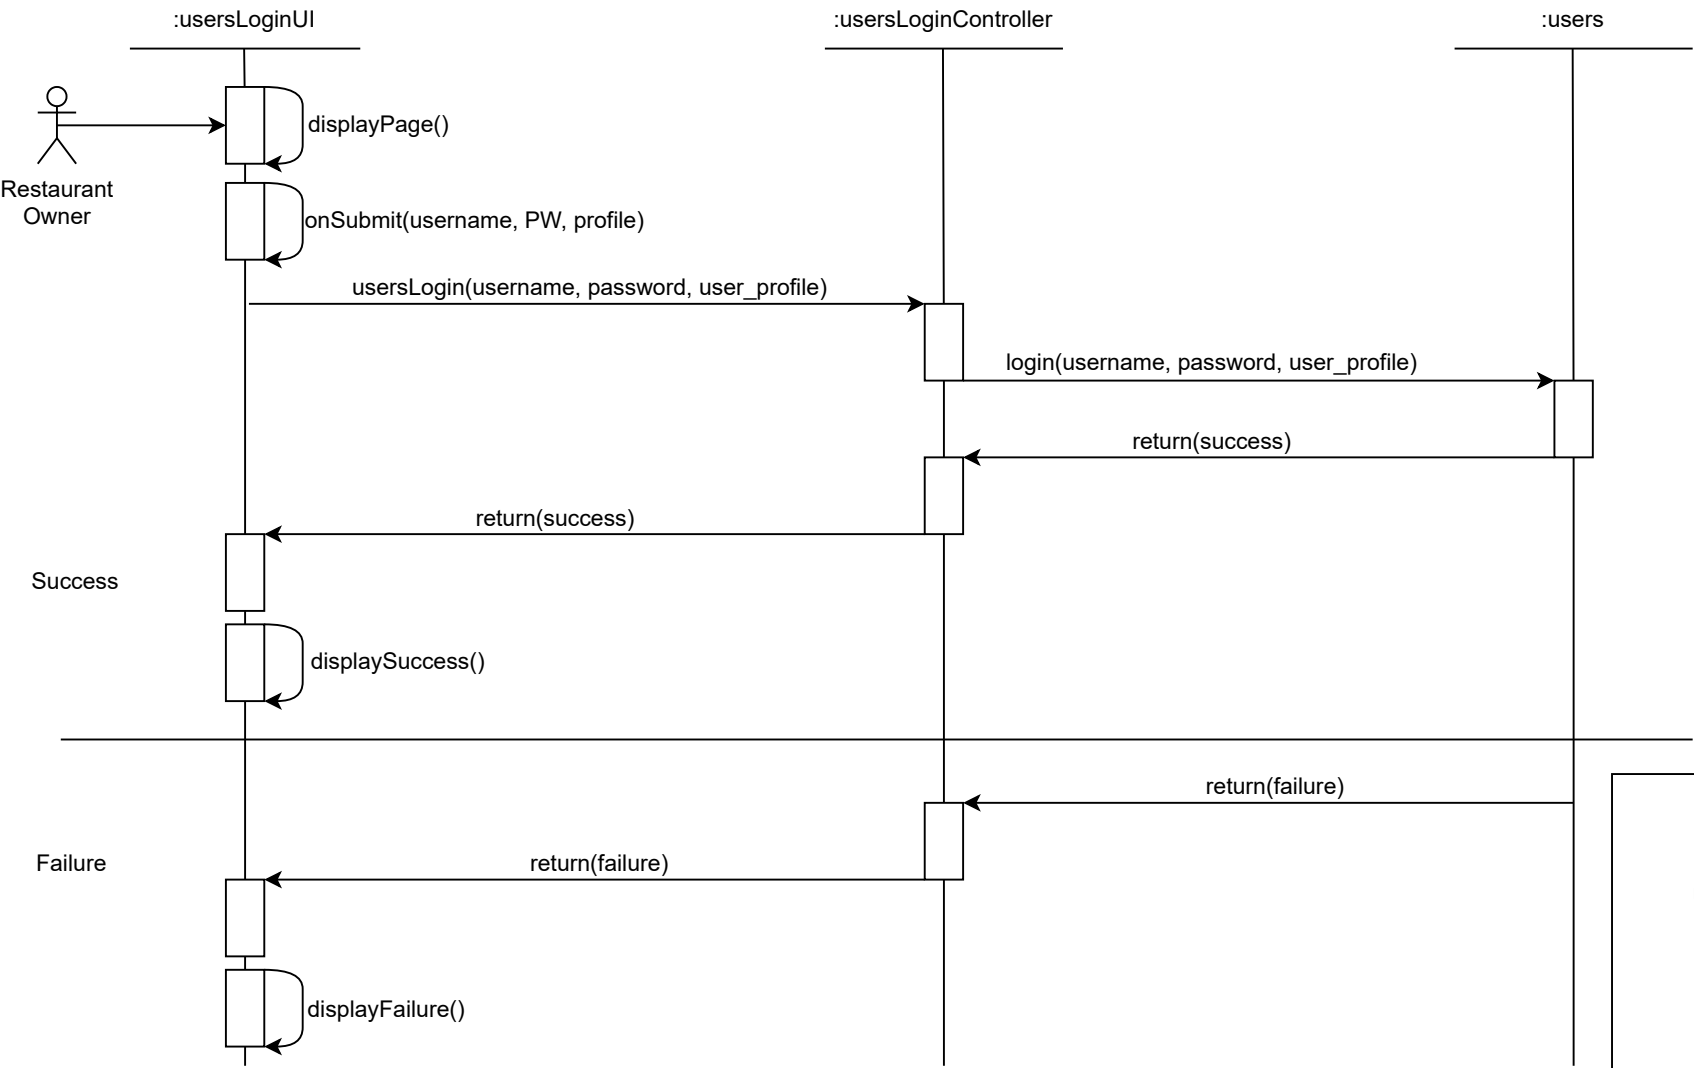 :usersLoginUI
:usersLoginController
:users
displayPage()
Restaurant
Owner
onSubmit(username, PW, profile)
usersLogin(username, password, user_profile)
login(username, password, user_profile)
return(success)
return(success)
Success
displaySuccess()
return(failure)
return(failure)
Failure
displayFailure()